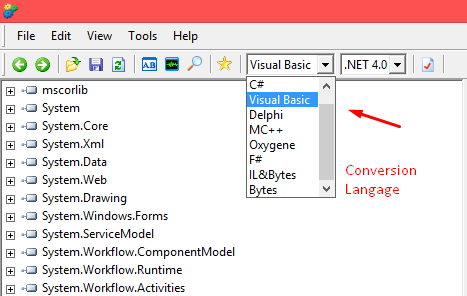 File Edit View Tools Help
AB Visual Basic .NET 4.0
C#
Visual Basic
Delphi
MC++
Oxygene
F#
IL&Bytes
Bytes
Conversion
Langage
mscorlib
System
System.Core
System.Xml
System.Data
System.Web
System.Drawing
System.Windows.Forms
System.ServiceModel
System.Workflow.ComponentModel
System.Workflow.Runtime
System.Workflow.Activities